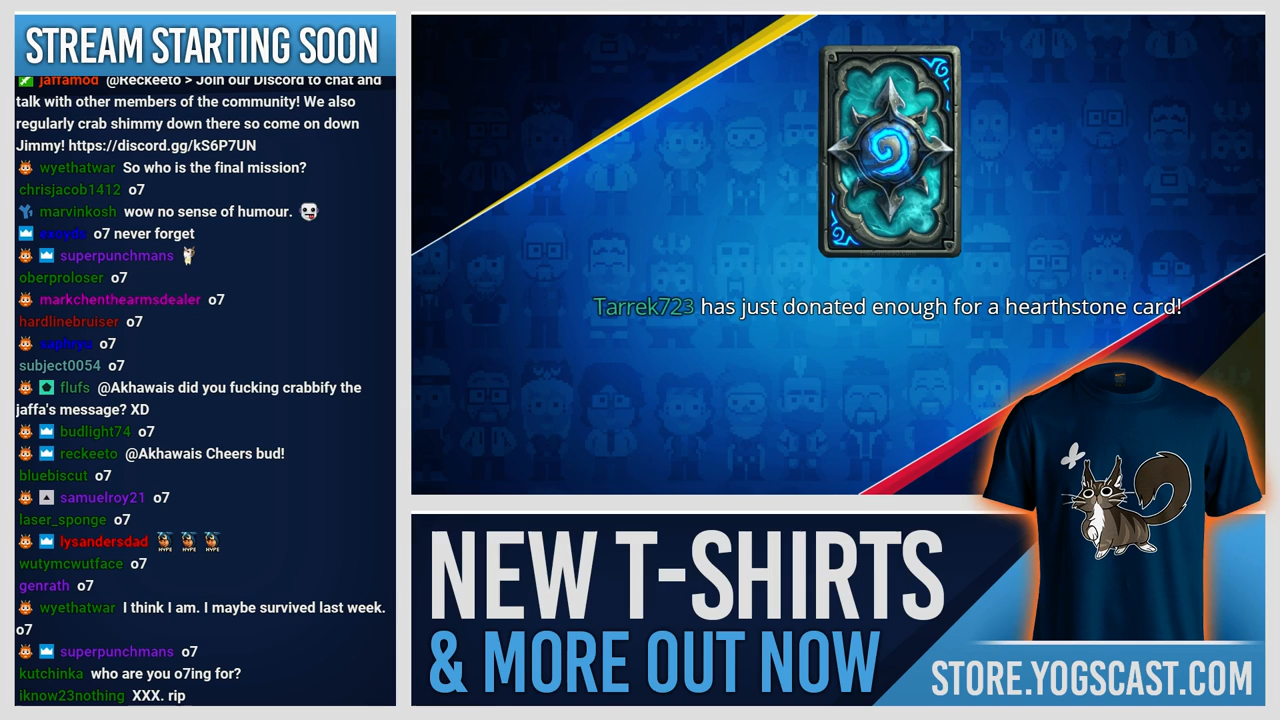 STREAM STARTING SOON
jaffamod @Reckeeto > Join our Discord to chat and
talk with other members of the community! We also
regularly crab shimmy down there so come on down
Jimmy! https://discord.gg/kS6P7UN
wyethatwar So who is the final mission?
chrisjacob1412 o7
marvinkosh wow no sense of humour.
exoyds o7 never forget
superpunchmans
oberproloser o7
markchenthearmsdealer o7
hardlinebruiser o7
saphryu o7
subject0054 o7
flufs @Akhawais did you fucking crabbify the
jaffa's message? XD
budlight74 o7
reckeeto @Akhawais Cheers bud!
bluebiscut o7
samuelroy21 o7
laser_sponge o7
lysandersdad HYPE HYPE HYPE
wutymcwutface o7
genrath o7
wyethatwar I think I am. I maybe survived last week.
o7
superpunchmans o7
kutchinka who are you o7ing for?
iknow23nothing XXX. rip
Tarrek723 has just donated enough for a hearthstone card!
NEW T-SHIRTS
& MORE OUT NOW
STORE.YOGSCAST.COM